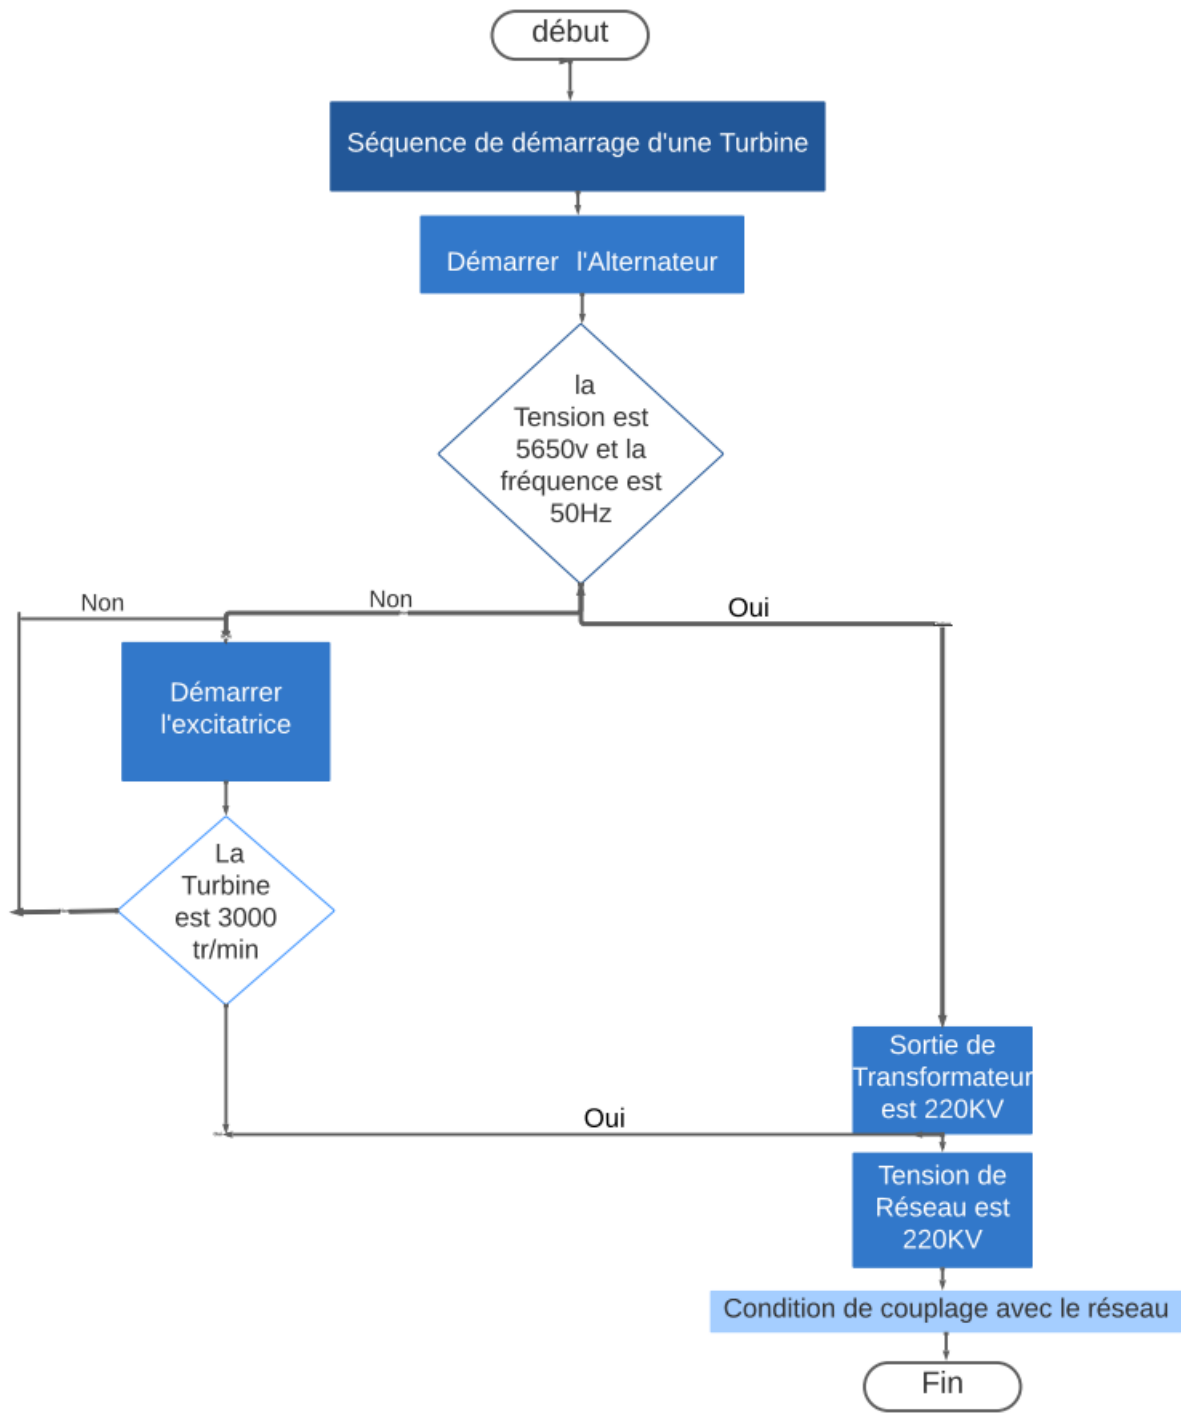 début
Séquence de démarrage d'une Turbine
Démarrer l'Alternateur
la
Tension est
5650v et la
fréquence est
50Hz
Non
Non
Oui
Démarrer
l'excitatrice
La
Turbine
est 3000
tr/min
Sortie de
Transformateur
est 220KV
Oui
Tension de
Réseau est
220KV
Condition de couplage avec le réseau
Fin